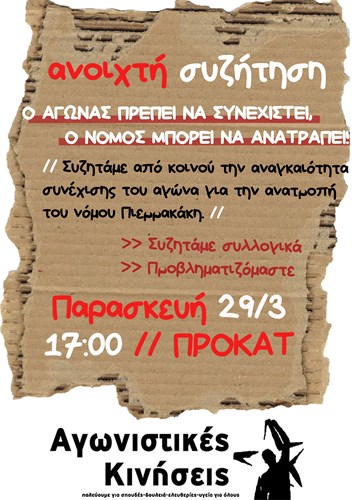 ανοιχτή συζήτηση
Ο ΑΓΩΝΑΣ ΠΡΕΠΕΙ ΝΑ ΣΥΝΕΧΙΣΤΕΙ,
Ο ΝΟΜΟΣ ΜΠΟΡΕΙ ΝΑ ΑΝΑΤΡΑΠΕΙ!
// Συζητάμε από κοινού την αναγκαιότητα
συνέχισης του αγώνα για την ανατροπή
του νόμου Πιερρακάκη. //
>> Συζητάμε συλλογικά
>> Προβληματιζόμαστε
Παρασκευή 29/3
17:00 // ΠΡΟΚΑΤ
Αγωνιστικές
Κινήσεις
παλεύουμε για σπουδές-δουλειά-ελευθερίες-υγεία για όλους